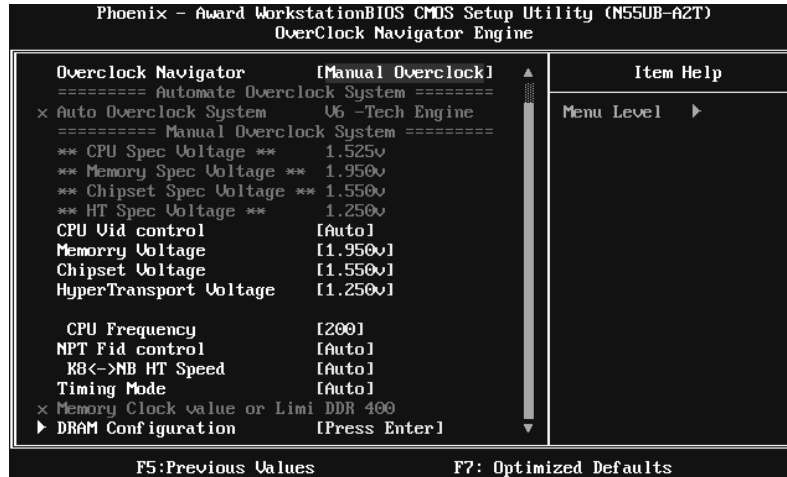 Phoenix - Award WorkstationBIOS CMOS Setup Utility (N55UB-A2T)
OverClock Navigator Engine
Overclock Navigator [Manual Overclock]
Item Help
========= Automate Overclock System ========
x Auto Overclock System V6 -Tech Engine
Menu Level ▶
========== Manual Overclock System =========
** CPU Spec Voltage ** 1.525v
** Memory Spec Voltage ** 1.950v
** Chipset Spec Voltage ** 1.550v
** HT Spec Voltage ** 1.250v
CPU Vid control [Auto]
Memorry Voltage [1.950v]
Chipset Voltage [1.550v]
HyperTransport Voltage [1.250v]
CPU Frequency [200]
NPT Fid control [Auto]
K8<->NB HT Speed [Auto]
Timing Mode [Auto]
x Memory Clock value or Limi DDR 400
▶ DRAM Configuration [Press Enter]
F5:Previous Values F7: Optimized Defaults